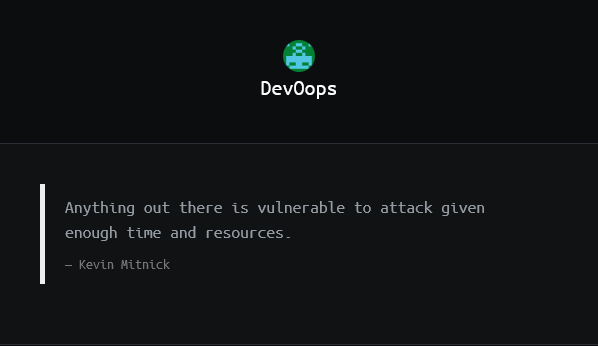 DevOops
Anything out there is vulnerable to attack given
enough time and resources.
— Kevin Mitnick